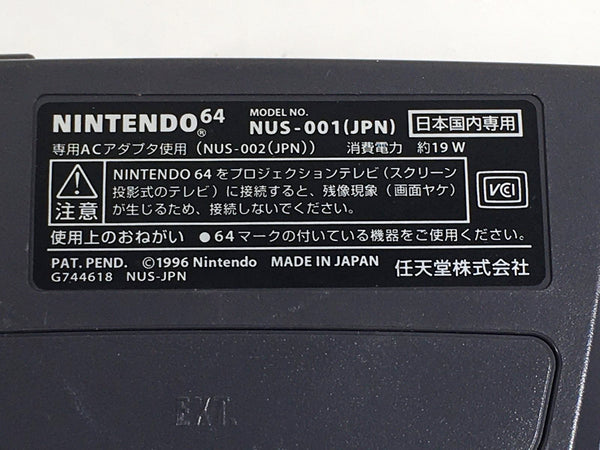 NINTENDO 64 ® MODEL NO. NUS-001(JPN) 日本国内専用
専用ACアダプタ使用 (NUS-002(JPN)) 消費電力 約19 W
注意
NINTENDO 64 をプロジェクションテレビ(スクリーン
投影式のテレビ)に接続すると、残像現象(画面ヤケ)
が生じるため、接続しないでください。
VCI
使用上のおねがい ●64マークの付いている機器をご使用ください。
PAT. PEND. ©1996 Nintendo MADE IN JAPAN 任天堂株式会社
G744618 NUS-JPN
EXT.